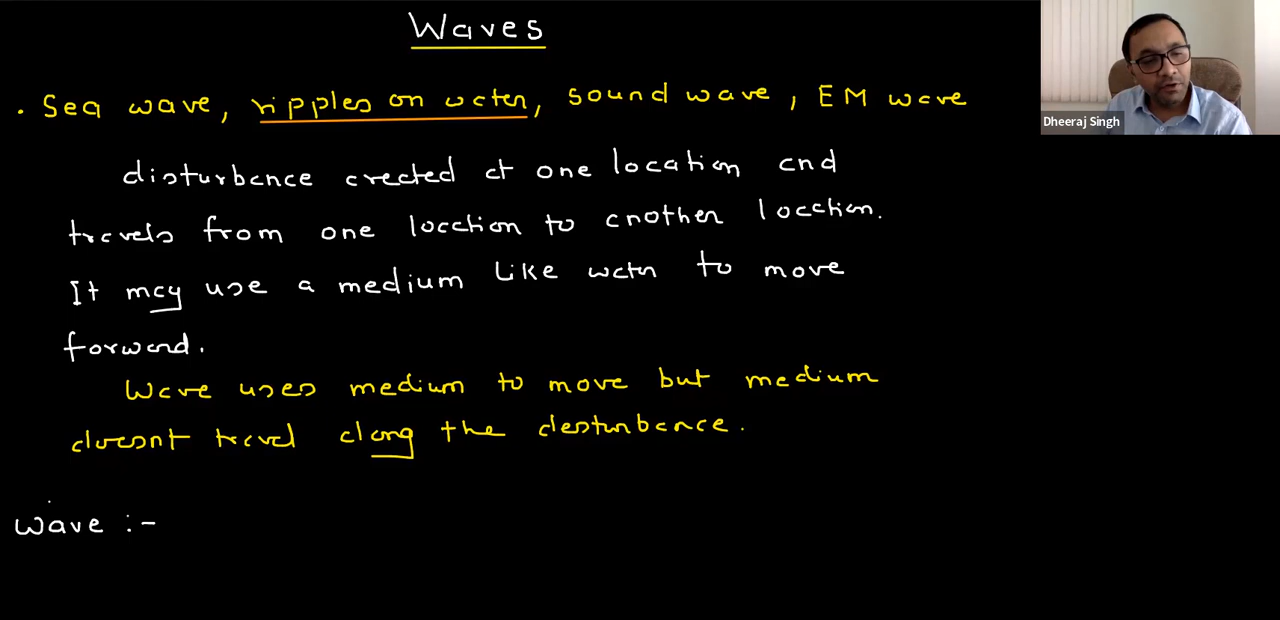 Waves
. Sea wave, ripples on water, sound wave, EM wave
Dheeraj Singh
disturbance created at one location and
travels from one location to another location.
It may use a medium like water to move
forward.
Wave uses medium to move but medium
doesnt travel along the desturbance.
Wave :-